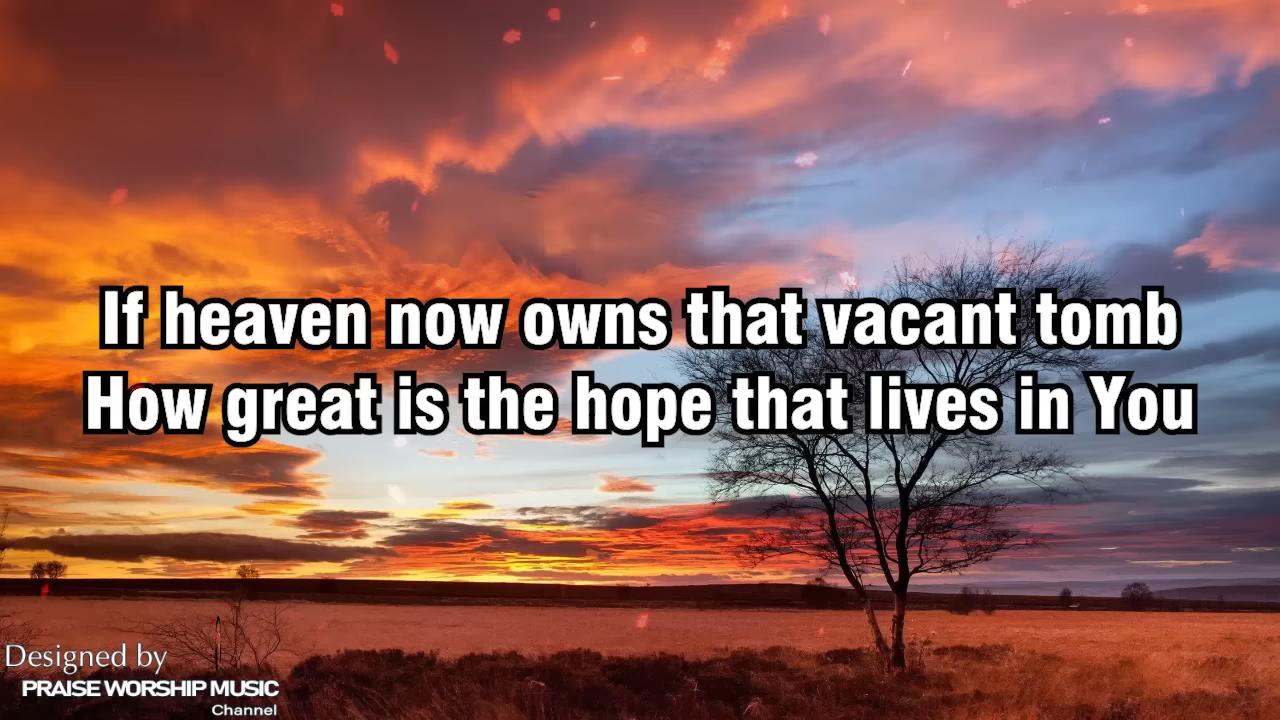 If heaven now owns that vacant tomb
How great is the hope that lives in You
Designed by
PRAISE WORSHIP MUSIC
Channel